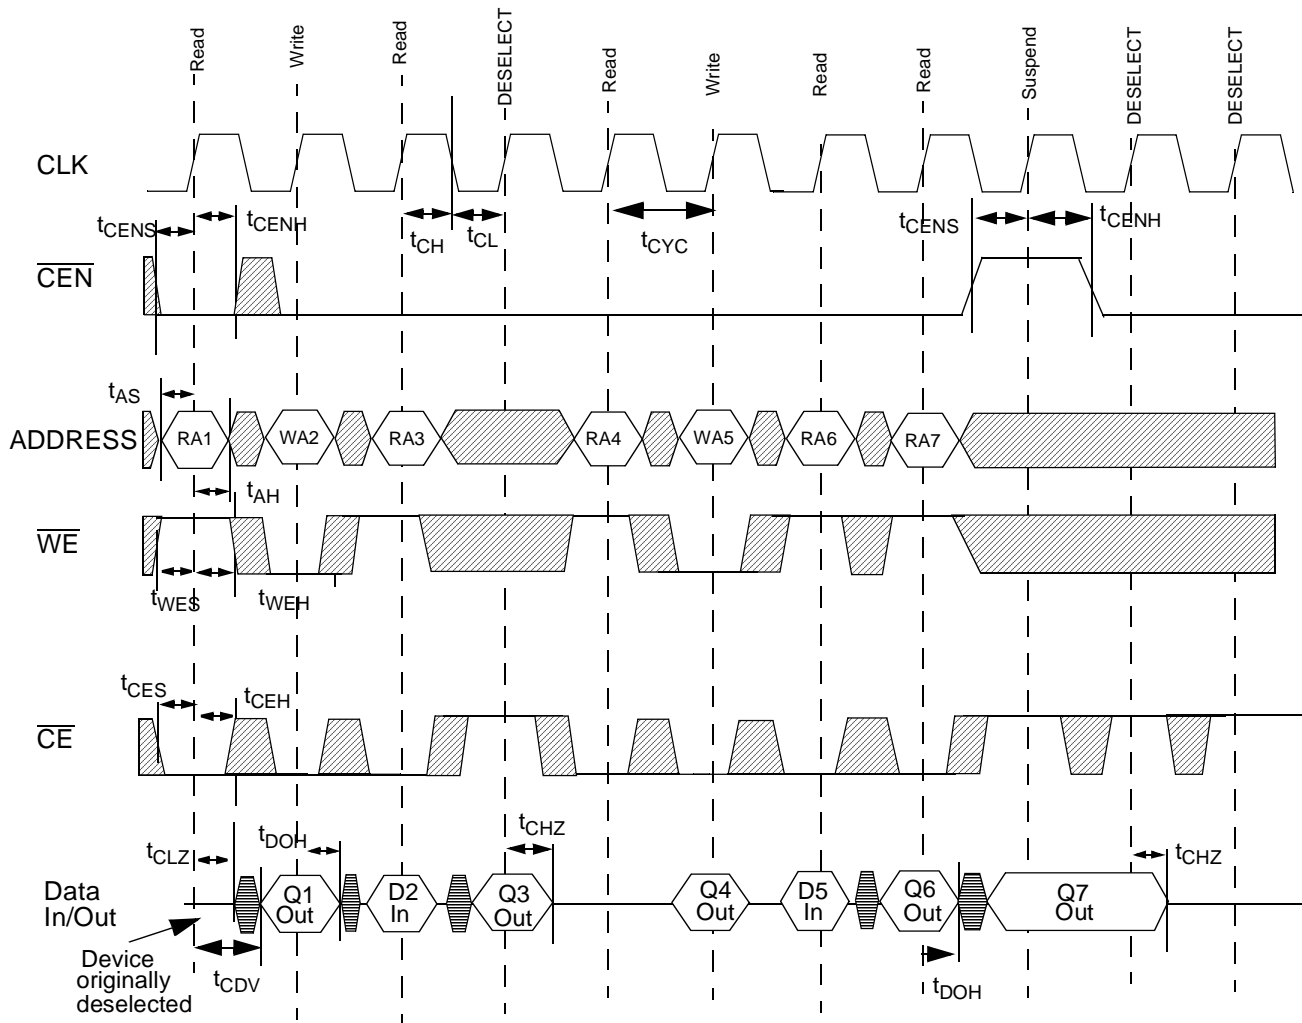 Read
Write
Read
DESELECT
Read
Write
Read
Read
Suspend
DESELECT
DESELECT
CLK
tCENS
tCENH
tCH
tCL
tCYC
tCENS
tCENH
CEN
tAS
ADDRESS
RA1
WA2
RA3
RA4
WA5
RA6
RA7
tAH
WE
tWES
tWEH
tCES
tCEH
CE
tCLZ
tDOH
tCHZ
tCHZ
Data
In/Out
Q1
Out
D2
In
Q3
Out
Q4
Out
D5
In
Q6
Out
Q7
Out
Device
originally
deselected
tCDV
tDOH